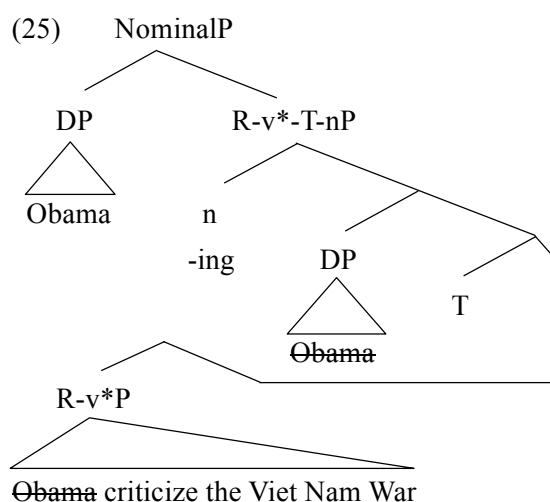 (25) NominalP
DP R-v*-T-nP
Obama n
-ing DP T
Obama
R-v*P
Obama criticize the Viet Nam War